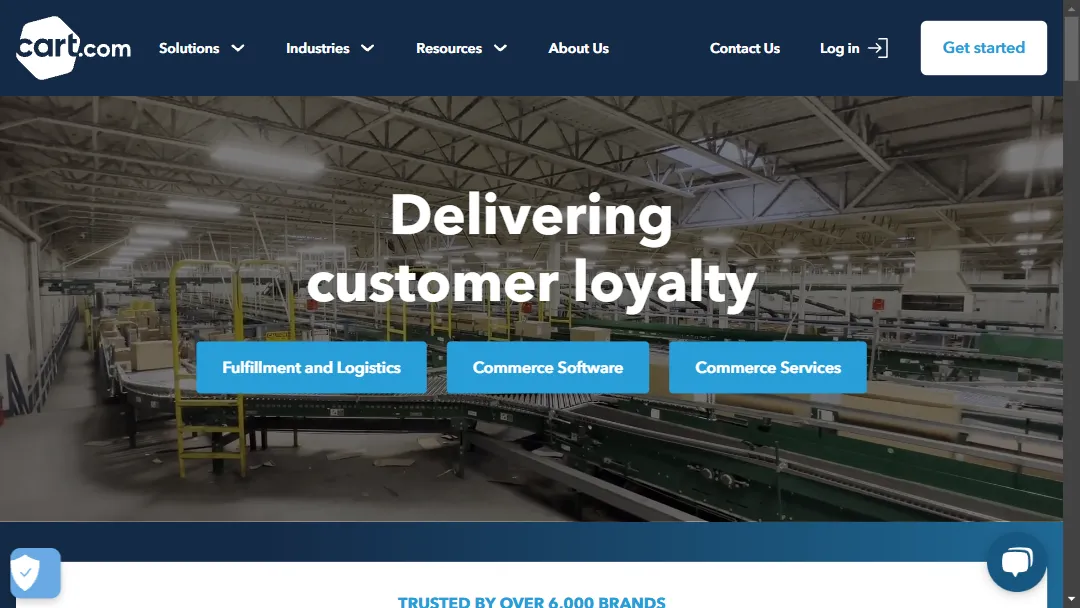 cart.com
Solutions
Industries
Resources
About Us
Contact Us
Log in
Get started
Delivering
customer loyalty
Fulfillment and Logistics
Commerce Software
Commerce Services
TRUSTED BY OVER 6,000 BRANDS